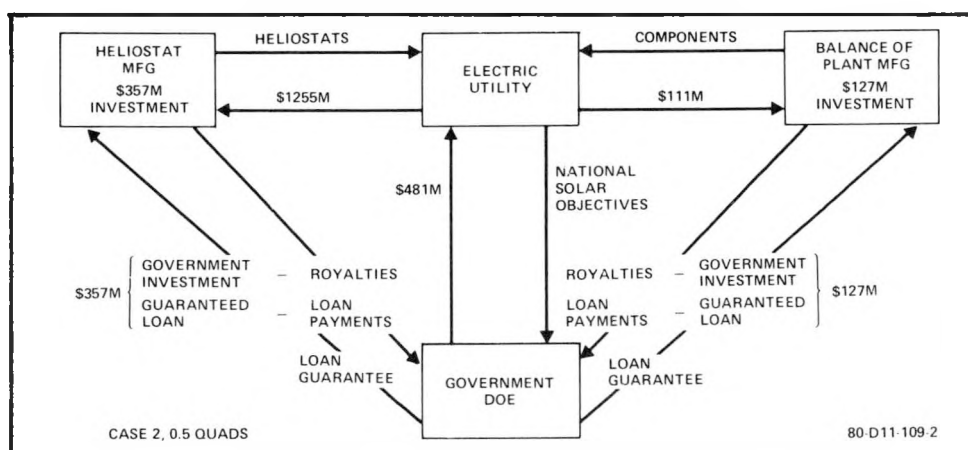 HELIOSTAT
MFG
$357M
INVESTMENT
HELIOSTATS
$1255M
ELECTRIC
UTILITY
COMPONENTS
$111M
BALANCE OF
PLANT MFG
$127M
INVESTMENT
$481M
NATIONAL
SOLAR
OBJECTIVES
$357M
GOVERNMENT
INVESTMENT
GUARANTEED
LOAN
– ROYALTIES
– LOAN
PAYMENTS
LOAN
GUARANTEE
ROYALTIES –
LOAN
PAYMENTS –
GOVERNMENT
INVESTMENT
GUARANTEED
LOAN
$127M
LOAN
GUARANTEE
GOVERNMENT
DOE
CASE 2, 0.5 QUADS
80-D11-109-2